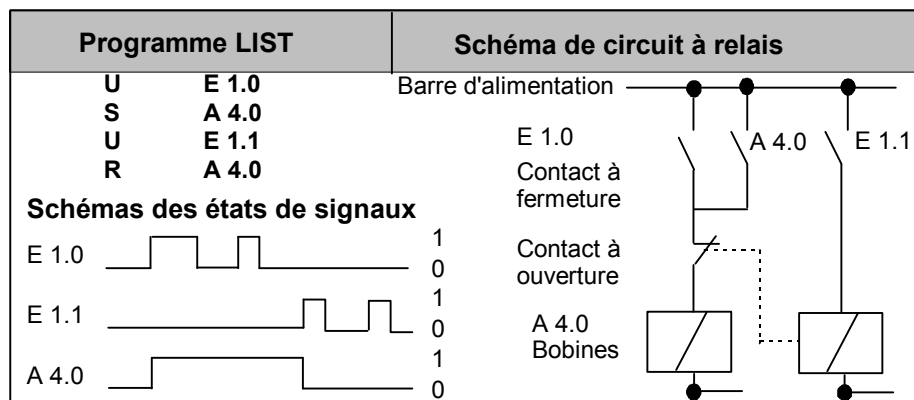 Programme LIST
U E 1.0
S A 4.0
U E 1.1
R A 4.0
Schémas des états de signaux
E 1.0 1
0
E 1.1 1
0
A 4.0 1
0
Schéma de circuit à relais
Barre d'alimentation
E 1.0 A 4.0 E 1.1
Contact à
fermeture
Contact à
ouverture
A 4.0
Bobines